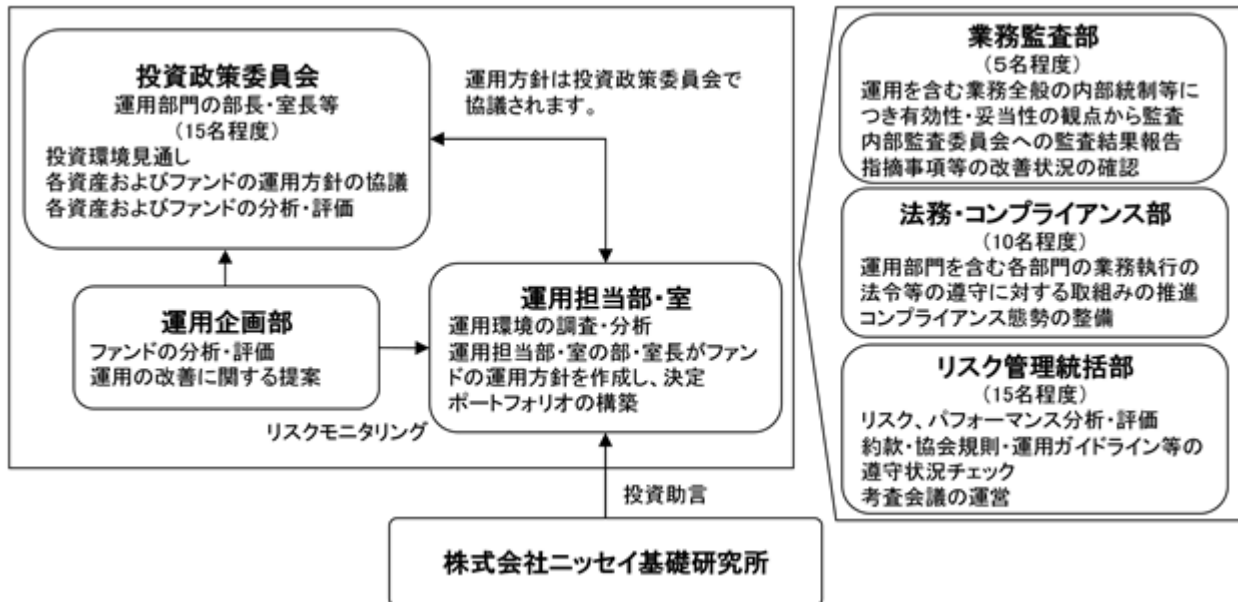 投資政策委員会
運用部門の部長・室長等
(15名程度)
投資環境見通し
各資産およびファンドの運用方針の協議
各資産およびファンドの分析・評価
運用方針は投資政策委員会で
協議されます。
運用企画部
ファンドの分析・評価
運用の改善に関する提案
リスクモニタリング
運用担当部・室
運用環境の調査・分析
運用担当部・室の部・室長がファン
ドの運用方針を作成し、決定
ポートフォリオの構築
投資助言
株式会社ニッセイ基礎研究所
業務監査部
(5名程度)
運用を含む業務全般の内部統制等に
つき有効性・妥当性の観点から監査
内部監査委員会への監査結果報告
指摘事項等の改善状況の確認
法務・コンプライアンス部
(10名程度)
運用部門を含む各部門の業務執行の
法令等の遵守に対する取組みの推進
コンプライアンス態勢の整備
リスク管理統括部
(15名程度)
リスク、パフォーマンス分析・評価
約款・協会規則・運用ガイドライン等の
遵守状況チェック
考査会議の運営